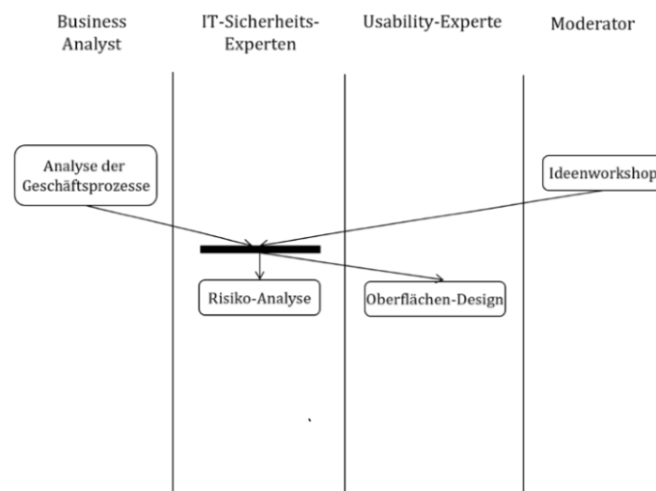 Business
Analyst
IT-Sicherheits-
Experten
Usability-Experte
Moderator
Analyse der
Geschäftsprozesse
Ideenworkshop
Risiko-Analyse
Oberflächen-Design